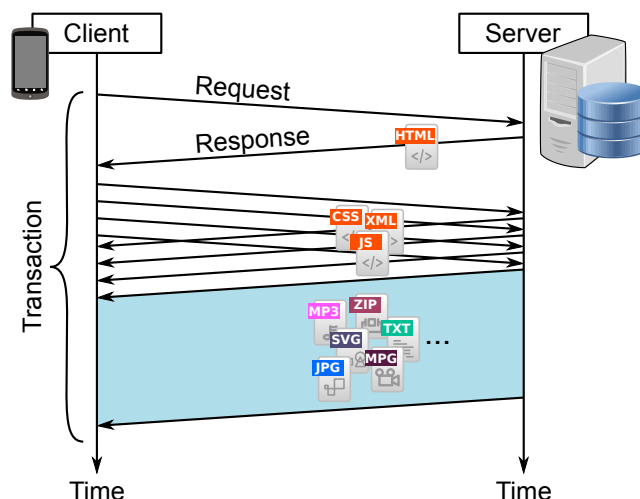 Client
Server
Request
Response
HTML
</>
CSS
XML
JS
</>
Transaction
MP3
ZIP
SVG
TXT
...
JPG
MPG
Time
Time